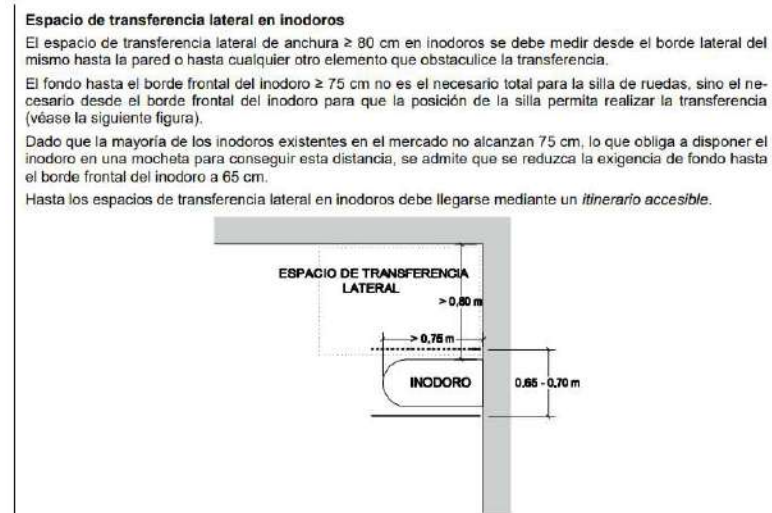 Espacio de transferencia lateral en inodoros
El espacio de transferencia lateral de anchura ≥ 80 cm en inodoros se debe medir desde el borde lateral del
mismo hasta la pared o hasta cualquier otro elemento que obstaculice la transferencia.
El fondo hasta el borde frontal del inodoro ≥ 75 cm no es el necesario total para la silla de ruedas, sino el ne-
cesario desde el borde frontal del inodoro para que la posición de la silla permita realizar la transferencia
(véase la siguiente figura).
Dado que la mayoría de los inodoros existentes en el mercado no alcanzan 75 cm, lo que obliga a disponer el
inodoro en una mocheta para conseguir esta distancia, se admite que se reduzca la exigencia de fondo hasta
el borde frontal del inodoro a 65 cm.
Hasta los espacios de transferencia lateral en inodoros debe llegarse mediante un itinerario accesible.
ESPACIO DE TRANSFERENCIA
LATERAL
> 0,80 m
> 0,75 m
INODORO
0.65 - 0,70 m